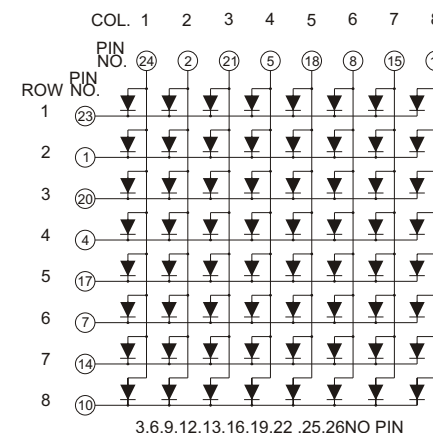 COL. 1 2 3 4 5 6 7
PIN
NO. 24 2 21 5 18 8 15
PIN
ROW NO.
1 23
2 1
3 20
4 4
5 17
6 7
7 14
8 10
3.6.9.12.13.16.19.22 .25.26NO PIN